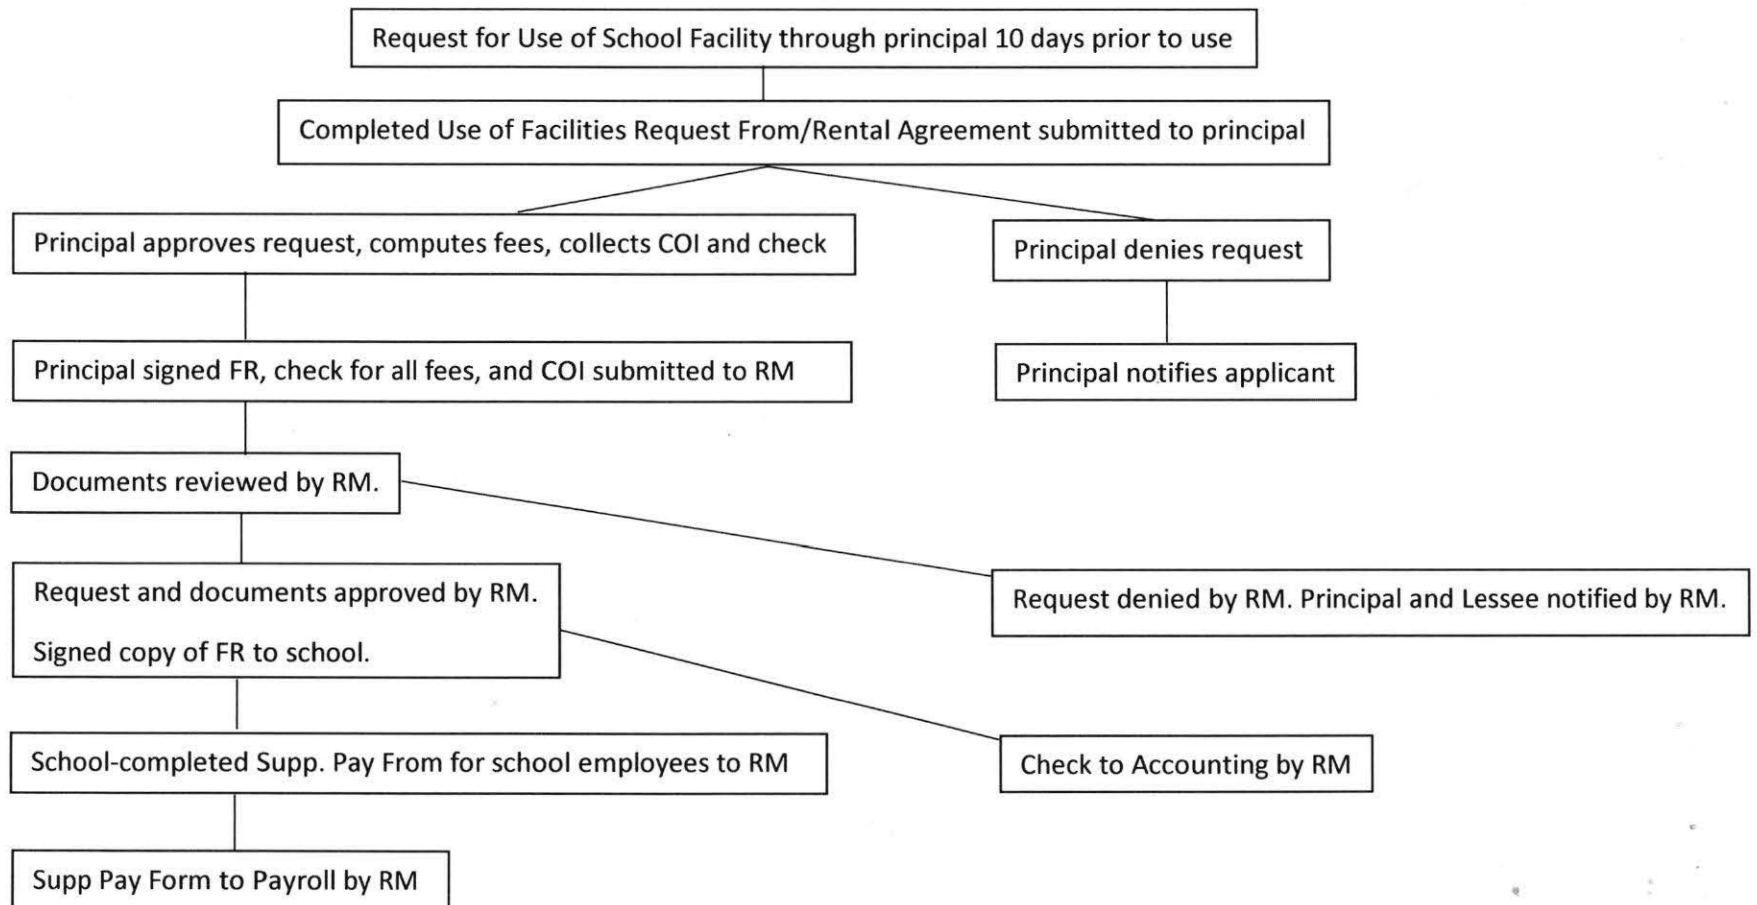 Request for Use of School Facility through principal 10 days prior to use
Completed Use of Facilities Request From/Rental Agreement submitted to principal
Principal approves request, computes fees, collects COI and check
Principal denies request
Principal signed FR, check for all fees, and COI submitted to RM
Principal notifies applicant
Documents reviewed by RM.
Request and documents approved by RM.
Signed copy of FR to school.
Request denied by RM. Principal and Lessee notified by RM.
School-completed Supp. Pay From for school employees to RM
Check to Accounting by RM
Supp Pay Form to Payroll by RM